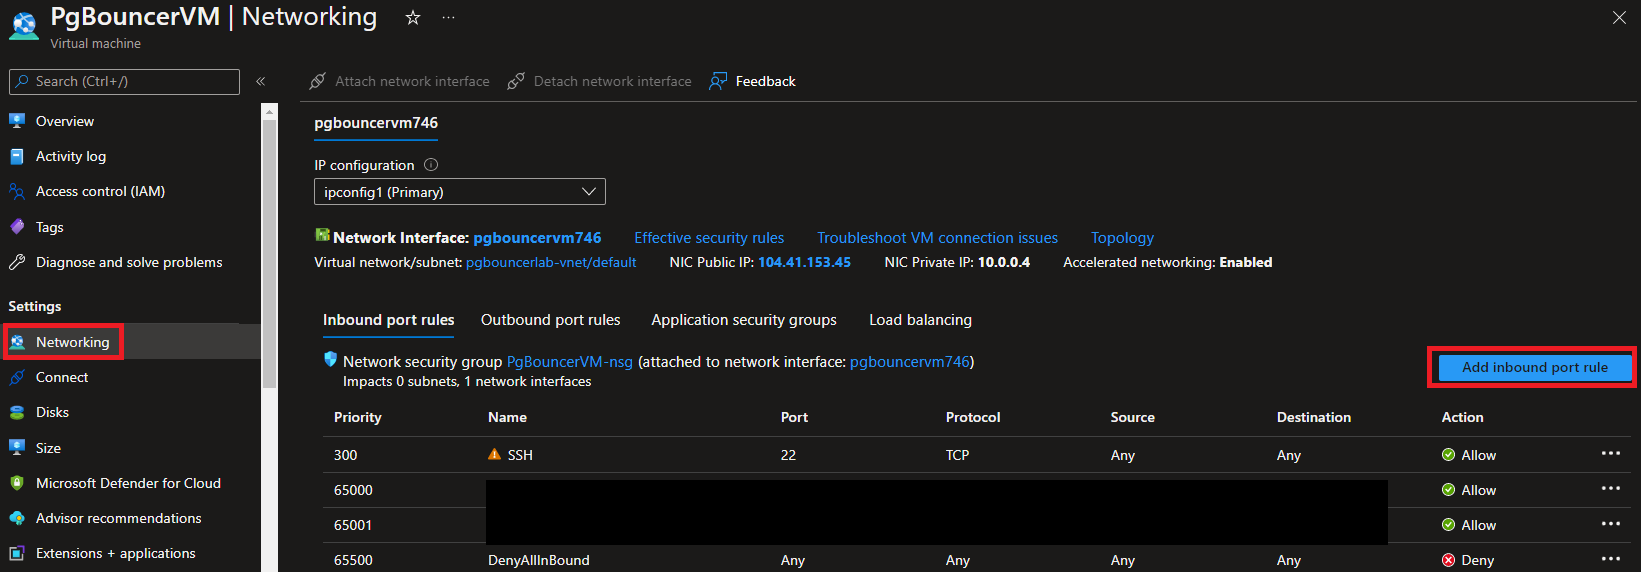 PgBouncerVM | Networking
Virtual machine
Search (Ctrl+/)
Overview
Activity log
Access control (IAM)
Tags
Diagnose and solve problems
Settings
Networking
Connect
Disks
Size
Microsoft Defender for Cloud
Advisor recommendations
Extensions + applications
Attach network interface Detach network interface Feedback
pgbouncervm746
IP configuration
ipconfig1 (Primary)
Network Interface: pgbouncervm746 Effective security rules Troubleshoot VM connection issues Topology
Virtual network/subnet: pgbouncerlab-vnet/default NIC Public IP: 104.41.153.45 NIC Private IP: 10.0.0.4 Accelerated networking: Enabled
Inbound port rules Outbound port rules Application security groups Load balancing
Network security group PgBouncerVM-nsg (attached to network interface: pgbouncervm746)
Impacts 0 subnets, 1 network interfaces
Add inbound port rule
Priority Name Port Protocol Source Destination Action
300 SSH 22 TCP Any Any Allow
65000 Allow
65001 Allow
65500 DenyAllInBound Any Any Any Any Deny